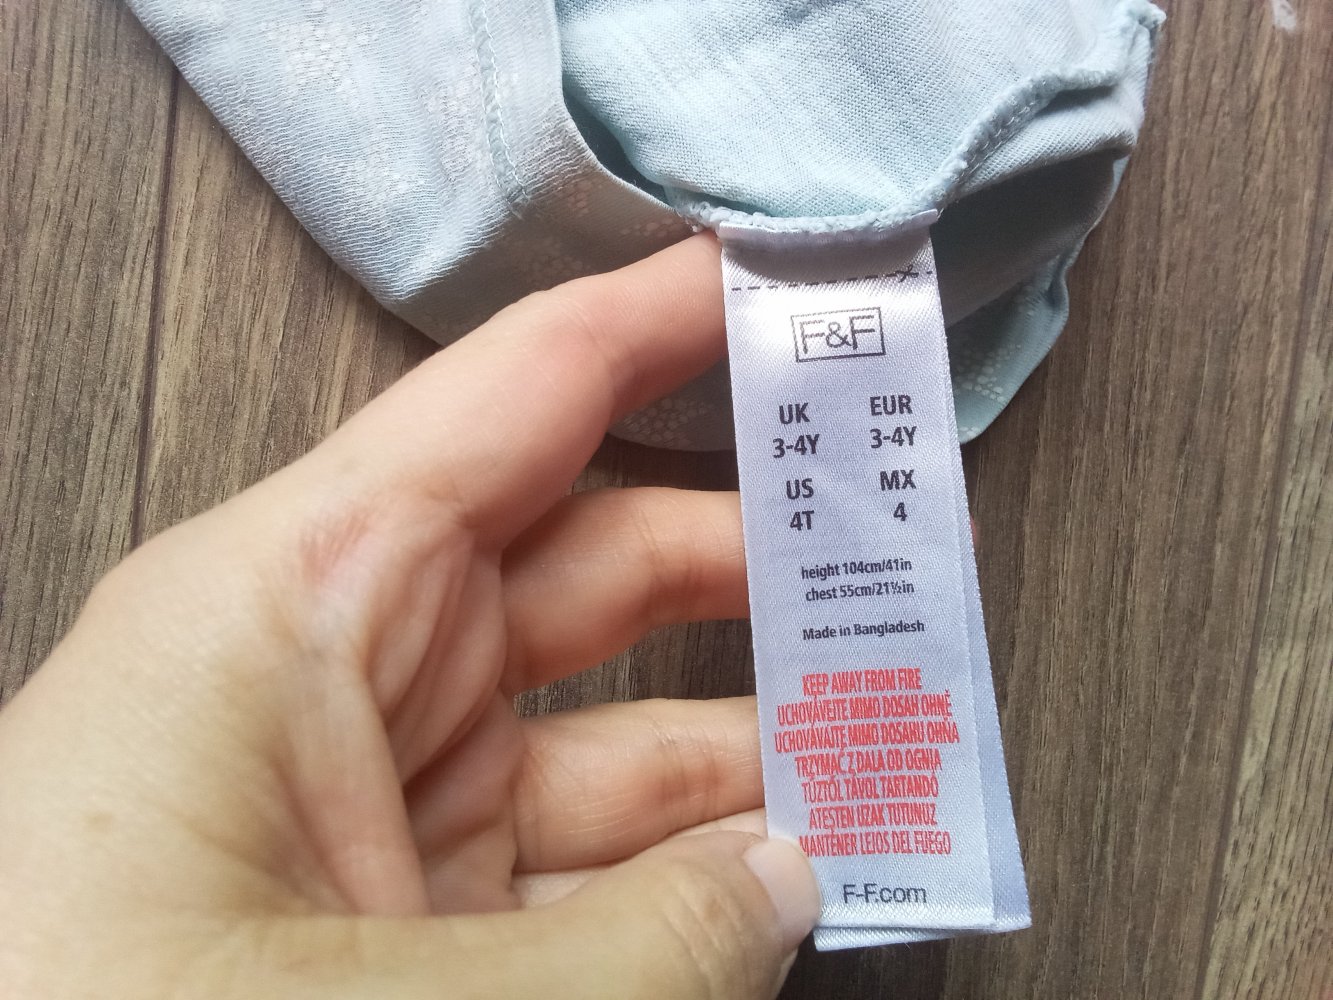 F&F
UK EUR
3-4Y 3-4Y
US MX
4T 4
height 104cm/41in
chest 55cm/21½in
Made in Bangladesh
KEEP AWAY FROM FIRE
UCHOVÁVEJTE MIMO DOSAH OHNĚ
UCHOVÁVAJTE MIMO DOSAHU OHŇA
TRZYMAĆ Z DALA OD OGNIA
TŰZTŐL TÁVOL TARTANDÓ
ATEŞTEN UZAK TUTUNUZ
MANTENER LEJOS DEL FUEGO
F-F.com